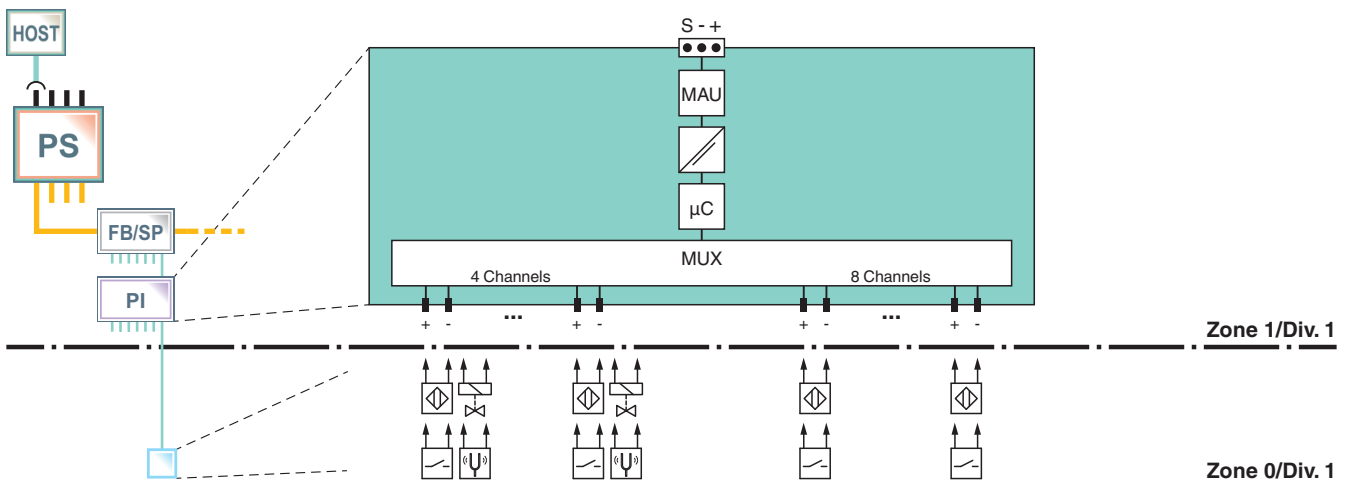 HOST
PS
FB/SP
PI
S - +
MAU
µC
MUX
4 Channels
8 Channels
+ - ... + - + - ... + -
Zone 1/Div. 1
Zone 0/Div. 1